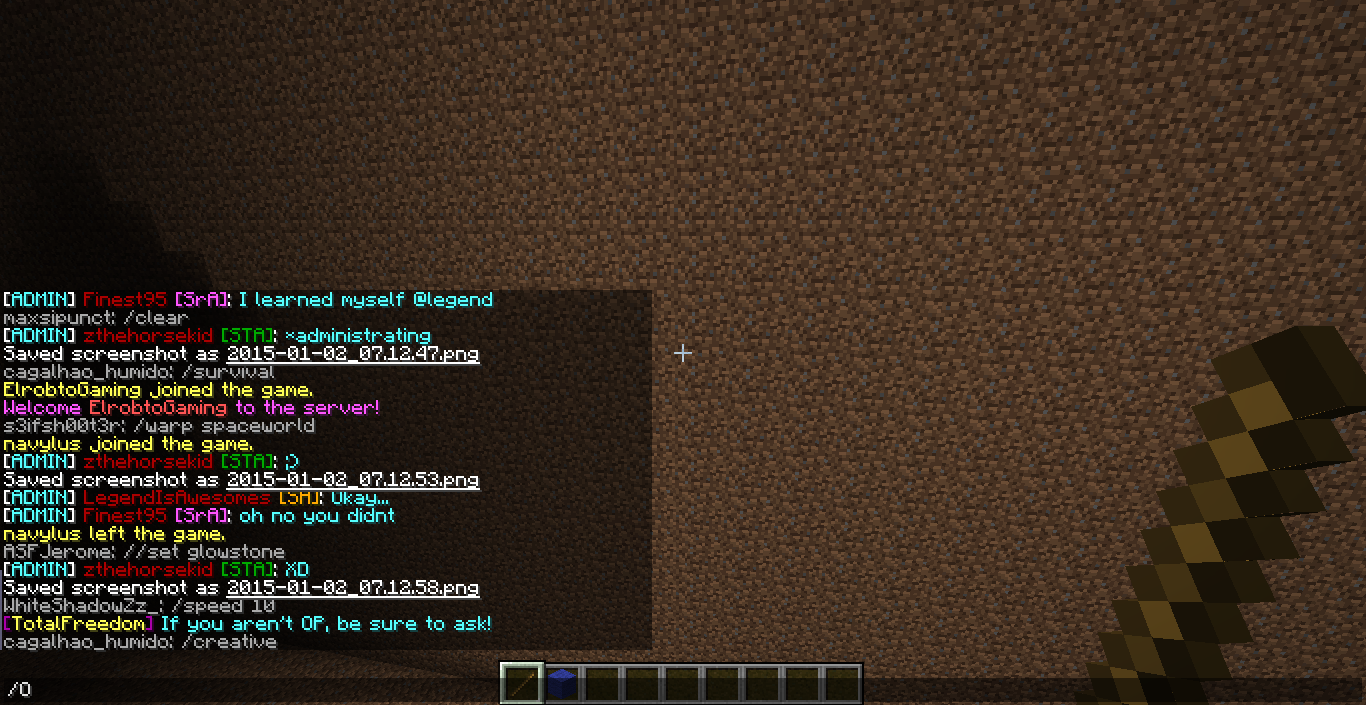 [ADMIN] Finest95 [SrA]: I learned myself @legend
maxsipunct: /clear
[ADMIN] zthehorsekid [STA]: *administrating
Saved screenshot as 2015-01-02_07.12.47.png
cagalhao_humido: /survival
ElrobtoGaming joined the game.
Welcome ElrobtoGaming to the server!
s3ifsh00t3r: /warp spaceworld
navylus joined the game.
[ADMIN] zthehorsekid [STA]: ;)
Saved screenshot as 2015-01-02_07.12.53.png
[ADMIN] LegendIsAwesomes [SA]: Okay...
[ADMIN] Finest95 [SrA]: oh no you didnt
navylus left the game.
ASFJerome: //set glowstone
[ADMIN] zthehorsekid [STA]: XD
Saved screenshot as 2015-01-02_07.12.58.png
WhiteShadowZz_: /speed 10
[TotalFreedom] If you aren't OP, be sure to ask!
cagalhao_humido: /creative
/O